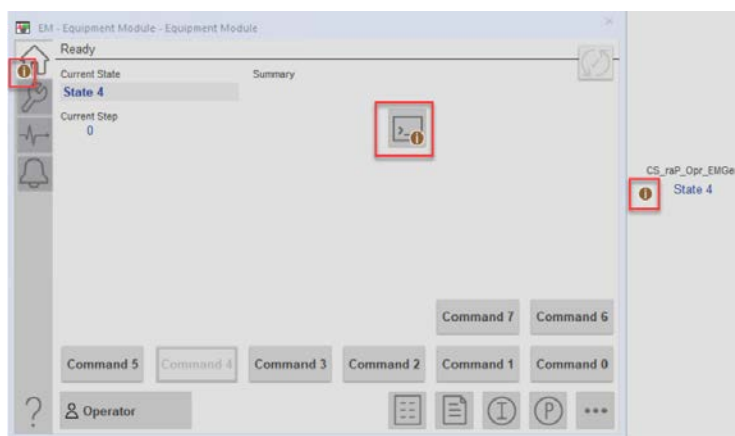 EM - Equipment Module - Equipment Module
Ready
Current State
Summary
State 4
Current Step
0
CS_raP_Opr_EMGe
State 4
Command 7
Command 6
Command 5
Command 4
Command 3
Command 2
Command 1
Command 0
?
Operator
I
P